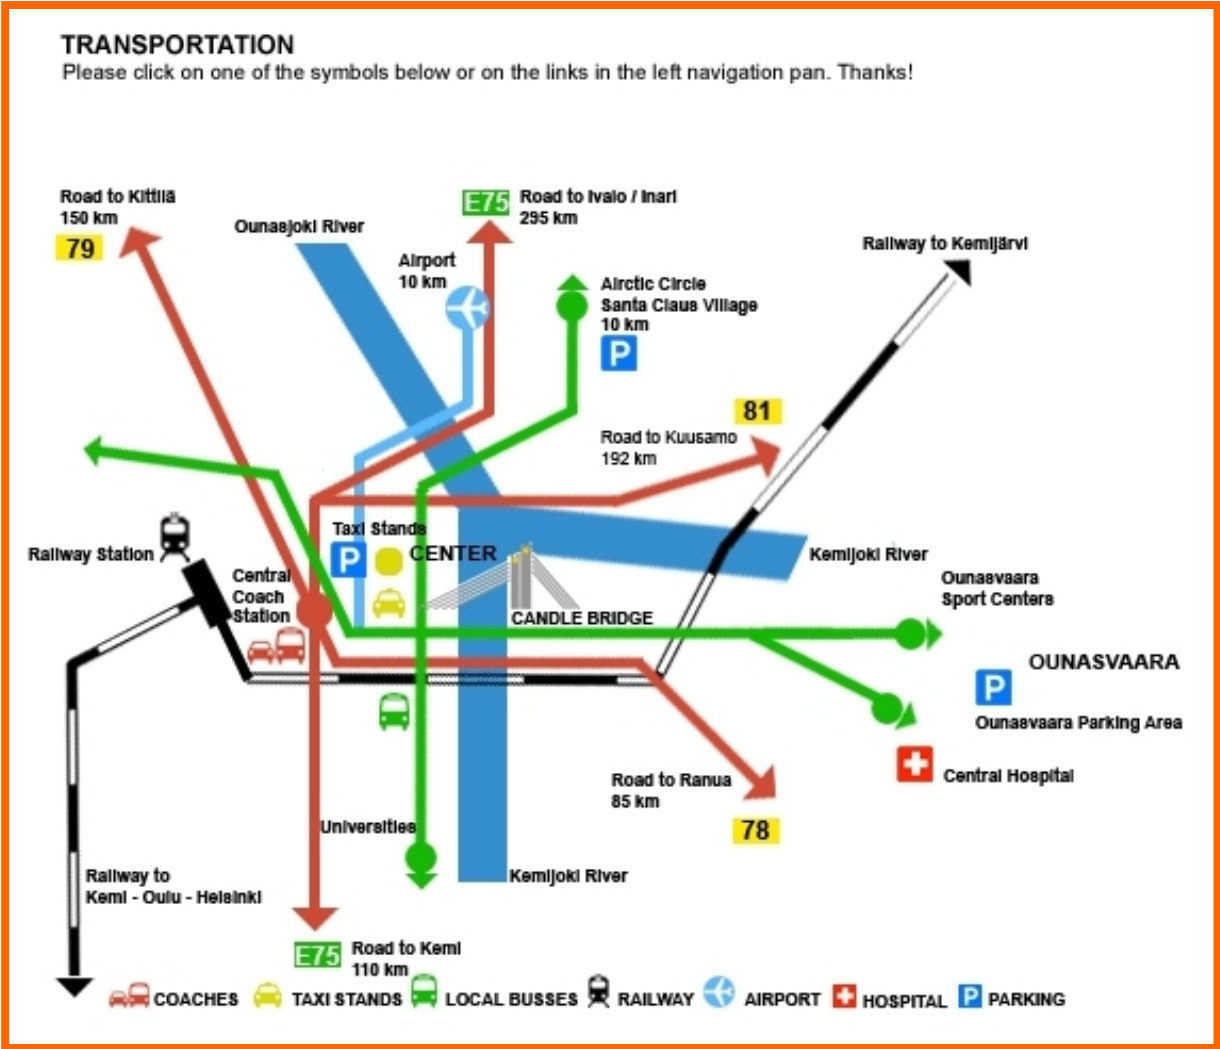 TRANSPORTATION
Please click on one of the symbols below or on the links in the left navigation pan. Thanks!
Road to Kittilä
150 km
79
Ounasjoki River
E75
Road to Ivalo / Inari
295 km
Airport
10 km
Airctic Circle
Santa Claus Village
10 km
P
Railway to Kemijärvi
81
Road to Kuusamo
192 km
Railway Station
Taxi Stands
P
CENTER
Central
Coach
Station
CANDLE BRIDGE
Kemijoki River
Ounasvaara
Sport Centers
OUNASVAARA
P
Ounasvaara Parking Area
Central Hospital
Road to Ranua
85 km
78
Universities
Kemijoki River
Railway to
Kemi - Oulu - Helsinki
E75
Road to Kemi
110 km
COACHES
TAXI STANDS
LOCAL BUSSES
RAILWAY
AIRPORT
HOSPITAL
P
PARKING